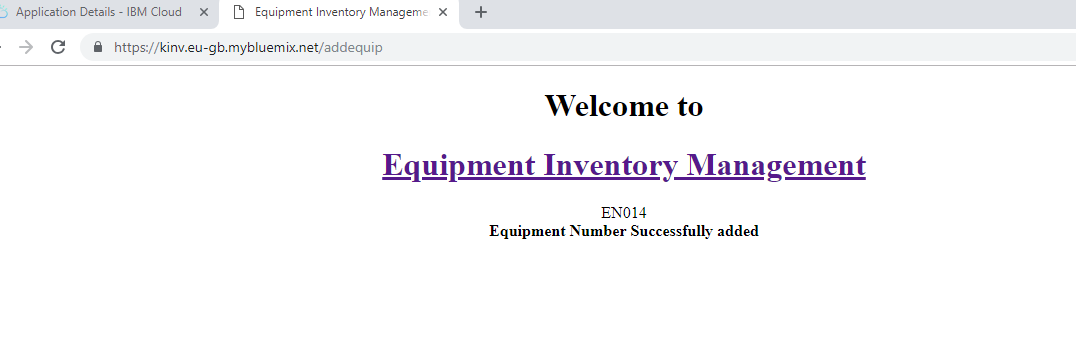 Application Details - IBM Cloud
Equipment Inventory Manageme
https://kinv.eu-gb.mybluemix.net/addequip
Welcome to
Equipment Inventory Management
EN014
Equipment Number Successfully added